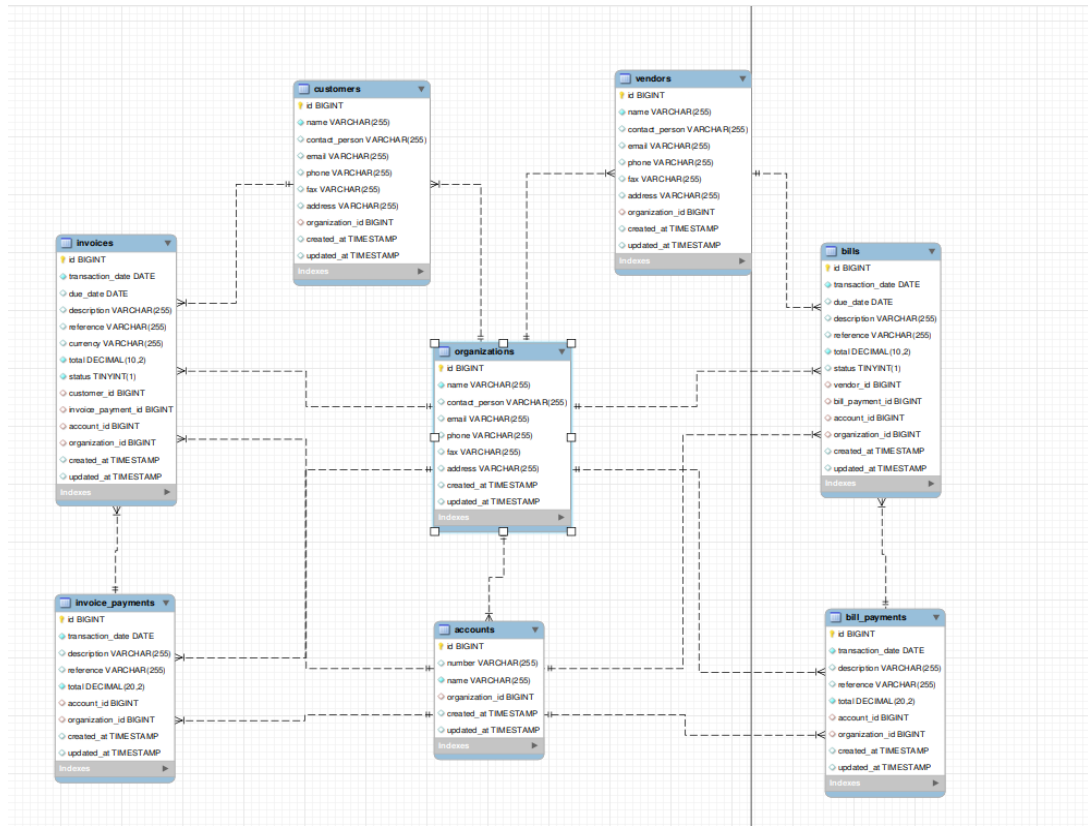 customers
id BIGINT
name VARCHAR(255)
contact_person VARCHAR(255)
email VARCHAR(255)
phone VARCHAR(255)
fax VARCHAR(255)
address VARCHAR(255)
organization_id BIGINT
created_at TIMESTAMP
updated_at TIMESTAMP
Indexes
vendors
id BIGINT
name VARCHAR(255)
contact_person VARCHAR(255)
email VARCHAR(255)
phone VARCHAR(255)
fax VARCHAR(255)
address VARCHAR(255)
organization_id BIGINT
created_at TIMESTAMP
updated_at TIMESTAMP
Indexes
invoices
id BIGINT
transaction_date DATE
due_date DATE
description VARCHAR(255)
reference VARCHAR(255)
currency VARCHAR(255)
total DECIMAL(10,2)
status TINYINT(1)
customer_id BIGINT
invoice_payment_id BIGINT
account_id BIGINT
organization_id BIGINT
created_at TIMESTAMP
updated_at TIMESTAMP
Indexes
organizations
id BIGINT
name VARCHAR(255)
contact_person VARCHAR(255)
email VARCHAR(255)
phone VARCHAR(255)
fax VARCHAR(255)
address VARCHAR(255)
created_at TIMESTAMP
updated_at TIMESTAMP
Indexes
bills
id BIGINT
transaction_date DATE
due_date DATE
description VARCHAR(255)
reference VARCHAR(255)
total DECIMAL(10,2)
status TINYINT(1)
vendor_id BIGINT
bill_payment_id BIGINT
account_id BIGINT
organization_id BIGINT
created_at TIMESTAMP
updated_at TIMESTAMP
Indexes
invoice_payments
id BIGINT
transaction_date DATE
description VARCHAR(255)
reference VARCHAR(255)
total DECIMAL(20,2)
account_id BIGINT
organization_id BIGINT
created_at TIMESTAMP
updated_at TIMESTAMP
Indexes
accounts
id BIGINT
number VARCHAR(255)
name VARCHAR(255)
organization_id BIGINT
created_at TIMESTAMP
updated_at TIMESTAMP
Indexes
bill_payments
id BIGINT
transaction_date DATE
description VARCHAR(255)
reference VARCHAR(255)
total DECIMAL(20,2)
account_id BIGINT
organization_id BIGINT
created_at TIMESTAMP
updated_at TIMESTAMP
Indexes